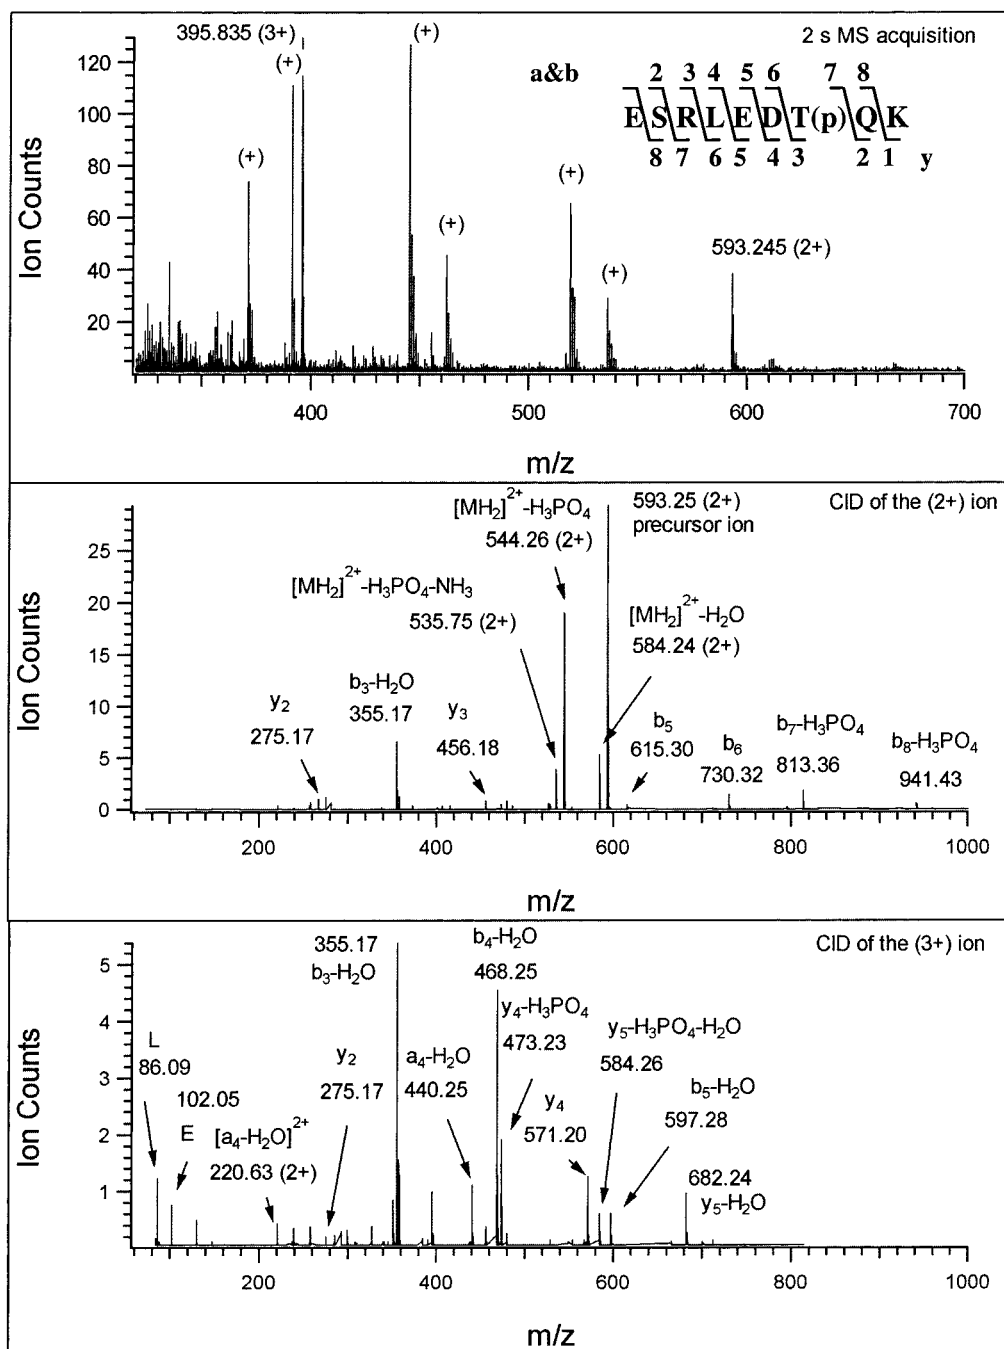 395.835 (3+)
(+)
2 s MS acquisition
(+)
a&b 2 3 4 5 6 7 8
E S R L E D T(p) Q K
8 7 6 5 4 3 2 1 y
(+)
(+)
(+)
(+)
593.245 (2+)
120
100
80
60
40
20
Ion Counts
400 500 600 700
m/z
[MH2]2+-H3PO4
544.26 (2+)
593.25 (2+)
precursor ion
CID of the (2+) ion
[MH2]2+-H3PO4-NH3
535.75 (2+)
[MH2]2+-H2O
584.24 (2+)
y2
275.17
b3-H2O
355.17
y3
456.18
b5
615.30
b6
730.32
b7-H3PO4
813.36
b8-H3PO4
941.43
25
20
15
10
5
0
Ion Counts
200 400 600 800 1000
m/z
355.17
b3-H2O
b4-H2O
468.25
CID of the (3+) ion
y4-H3PO4
473.23
y5-H3PO4-H2O
584.26
L
86.09
y2
275.17
a4-H2O
440.25
b5-H2O
597.28
102.05
E
[a4-H2O]2+
220.63 (2+)
y4
571.20
682.24
y5-H2O
5
4
3
2
1
Ion Counts
200 400 600 800 1000
m/z